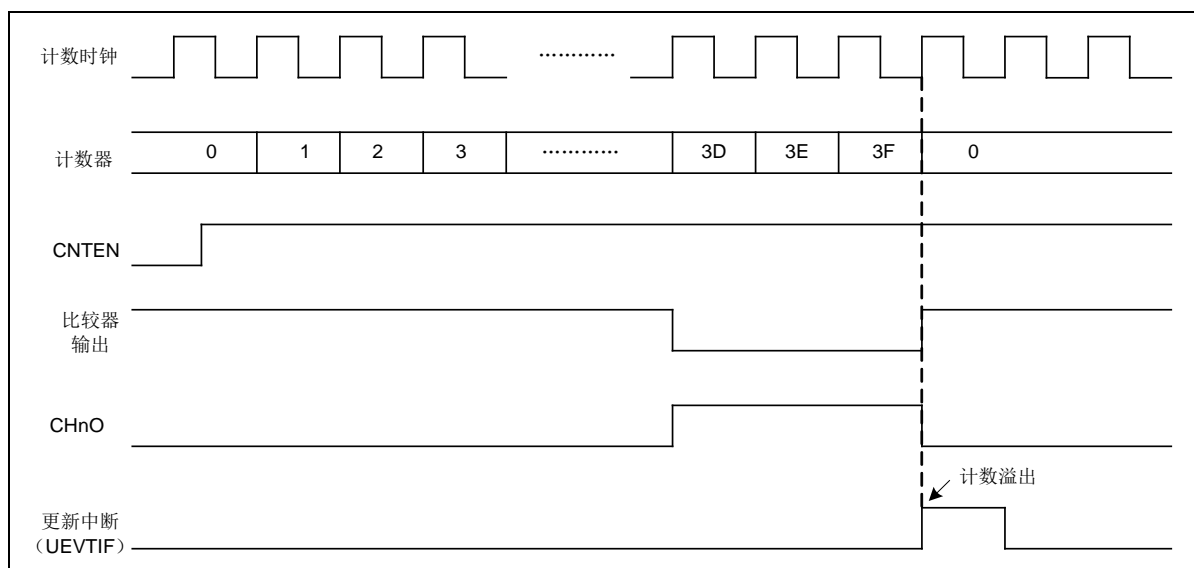 计数时钟
…………
计数器
0 1 2 3 ………… 3D 3E 3F 0
CNTEN
比较器
输出
CHnO
计数溢出
更新中断
（UEVTIF）